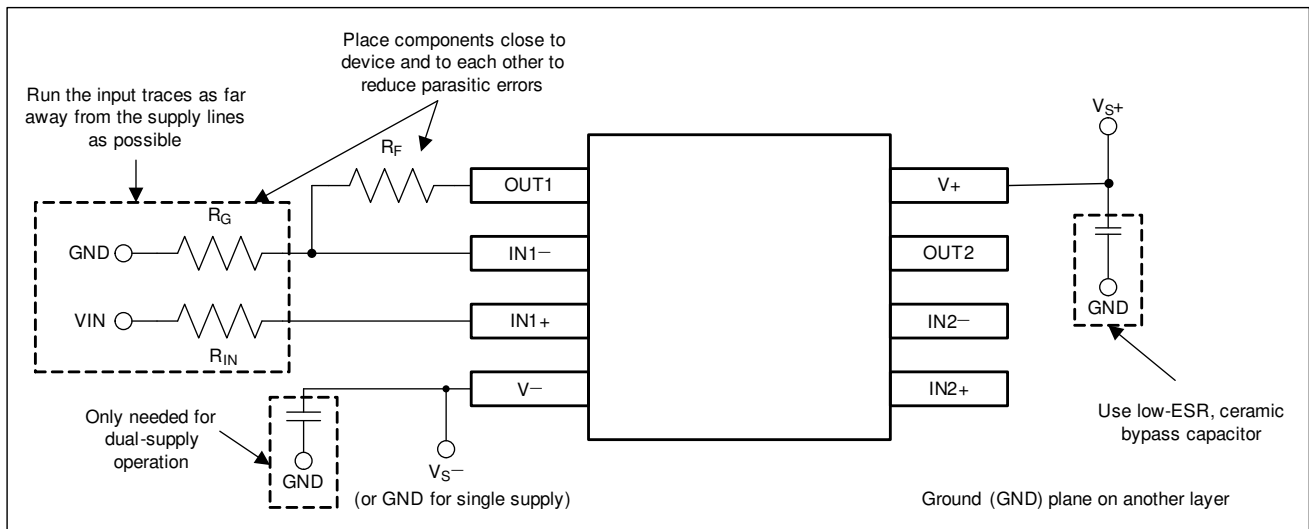 Place components close to
device and to each other to
reduce parasitic errors
Run the input traces as far
away from the supply lines
as possible
VS+
RF
OUT1
V+
RG
GND
IN1−
OUT2
GND
VIN
IN1+
IN2−
RIN
V−
IN2+
Only needed for
dual-supply
operation
Use low-ESR, ceramic
bypass capacitor
GND
VS−
(or GND for single supply)
Ground (GND) plane on another layer